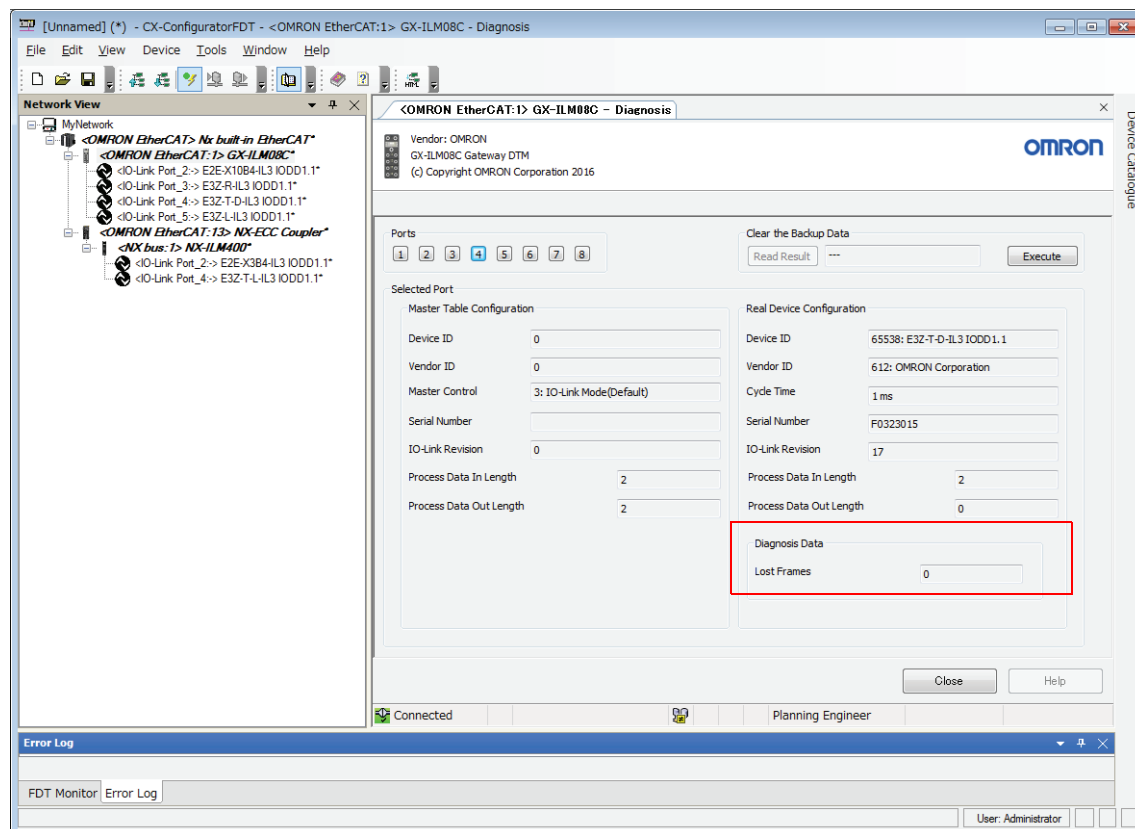 [Unnamed] (*) - CX-ConfiguratorFDT - <OMRON EtherCAT:1> GX-ILM08C - Diagnosis
File Edit View Device Tools Window Help
HTML
Network View
MyNetwork
<OMRON EtherCAT> Nx built-in EtherCAT*
<OMRON EtherCAT:1> GX-ILM08C*
<IO-Link Port_2:-> E2E-X10B4-IL3 IODD1.1*
<IO-Link Port_3:-> E3Z-R-IL3 IODD1.1*
<IO-Link Port_4:-> E3Z-T-D-IL3 IODD1.1*
<IO-Link Port_5:-> E3Z-L-IL3 IODD1.1*
<OMRON EtherCAT:13> NX-ECC Coupler*
<NX bus:1> NX-ILM400*
<IO-Link Port_2:-> E2E-X3B4-IL3 IODD1.1*
<IO-Link Port_4:-> E3Z-T-L-IL3 IODD1.1*
<OMRON EtherCAT:1> GX-ILM08C - Diagnosis
Vendor: OMRON
GX-ILM08C Gateway DTM
(c) Copyright OMRON Corporation 2016
OMRON
Device Catalogue
Ports
1 2 3 4 5 6 7 8
Clear the Backup Data
Read Result --- Execute
Selected Port
Master Table Configuration
Device ID 0
Vendor ID 0
Master Control 3: IO-Link Mode(Default)
Serial Number
IO-Link Revision 0
Process Data In Length 2
Process Data Out Length 2
Real Device Configuration
Device ID 65538: E3Z-T-D-IL3 IODD1.1
Vendor ID 612: OMRON Corporation
Cycle Time 1 ms
Serial Number F0323015
IO-Link Revision 17
Process Data In Length 2
Process Data Out Length 0
Diagnosis Data
Lost Frames 0
Close Help
Connected Planning Engineer
Error Log
FDT Monitor Error Log
User: Administrator